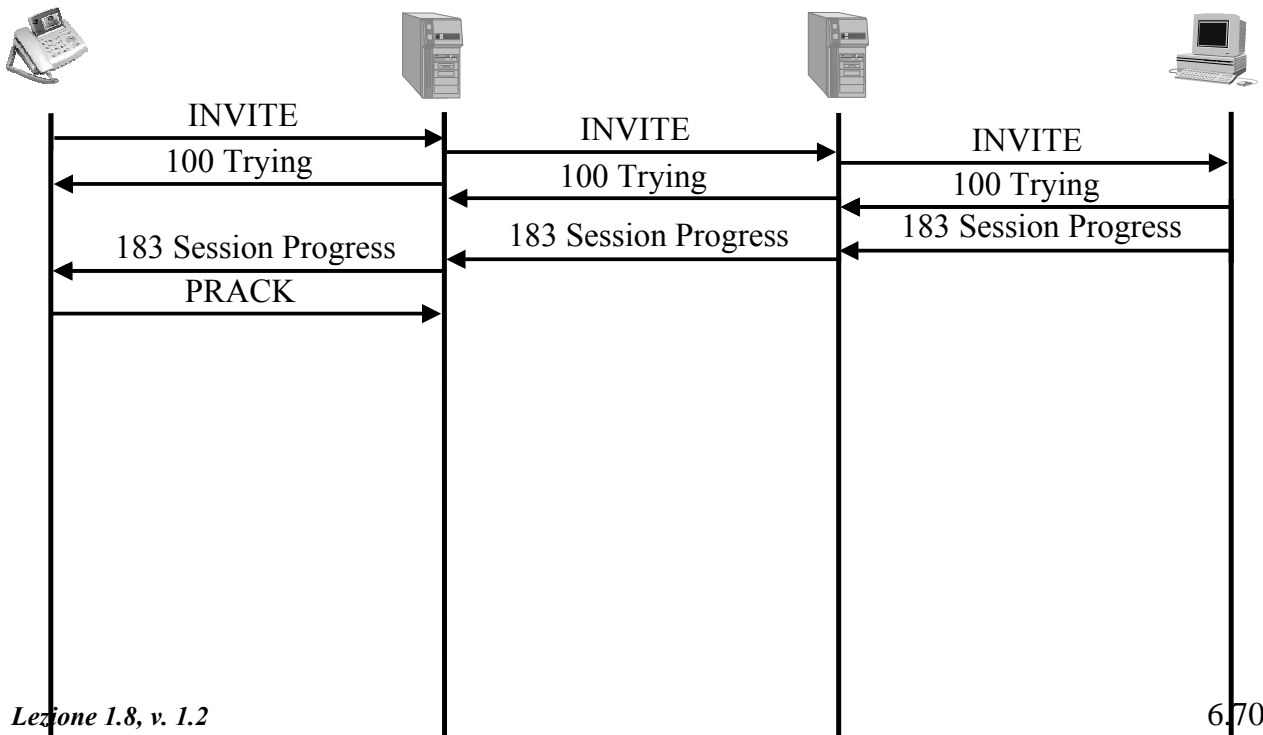 INVITE
INVITE
INVITE
100 Trying
100 Trying
100 Trying
183 Session Progress
183 Session Progress
183 Session Progress
PRACK
Lezione 1.8, v. 1.2
6.70